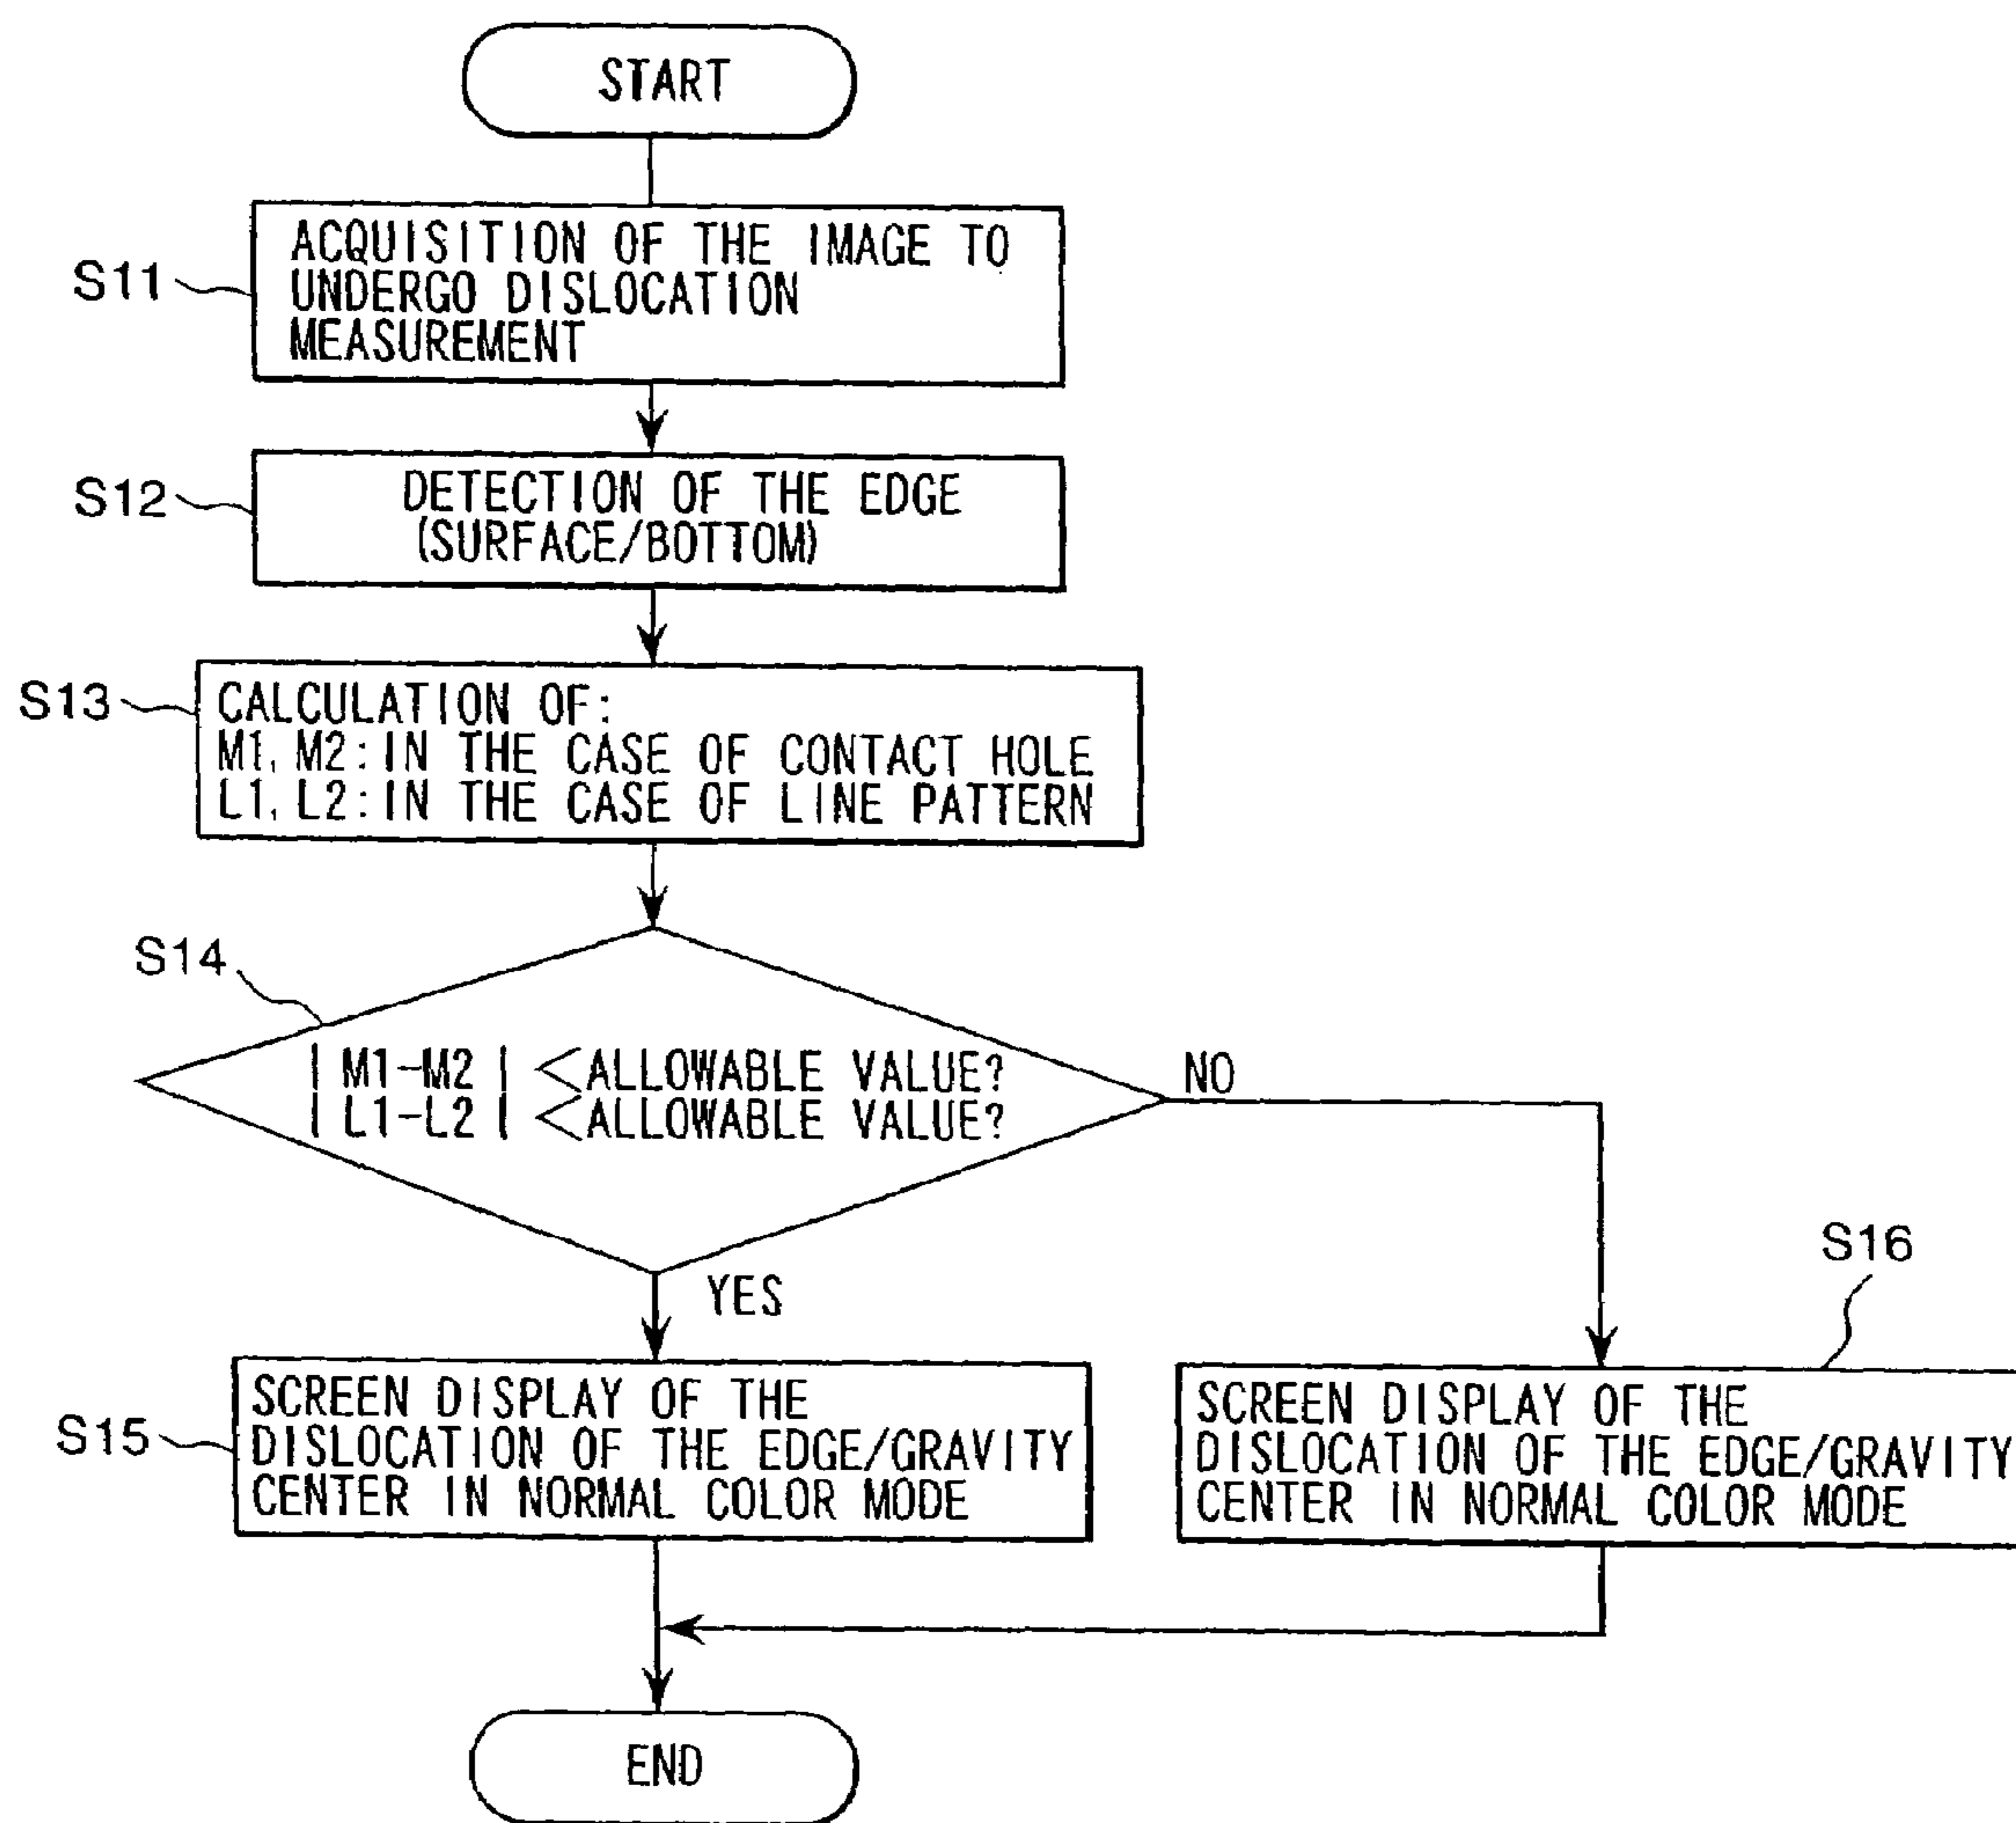 START
S11
ACQUISITION OF THE IMAGE TO
UNDERGO DISLOCATION
MEASUREMENT
S12
DETECTION OF THE EDGE
(SURFACE/BOTTOM)
S13
CALCULATION OF:
M1, M2: IN THE CASE OF CONTACT HOLE
L1, L2: IN THE CASE OF LINE PATTERN
S14
| M1-M2 | <ALLOWABLE VALUE?
| L1-L2 | <ALLOWABLE VALUE?
NO
YES
S15
SCREEN DISPLAY OF THE
DISLOCATION OF THE EDGE/GRAVITY
CENTER IN NORMAL COLOR MODE
S16
SCREEN DISPLAY OF THE
DISLOCATION OF THE EDGE/GRAVITY
CENTER IN NORMAL COLOR MODE
END